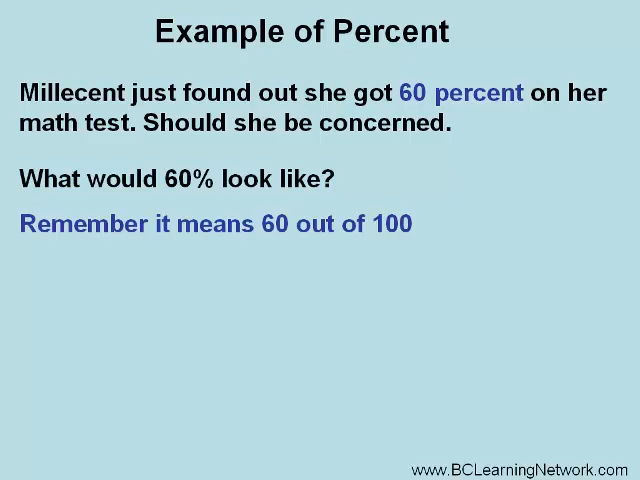 Example of Percent
Millecent just found out she got 60 percent on her
math test. Should she be concerned.
What would 60% look like?
Remember it means 60 out of 100
www.BCLearningNetwork.com